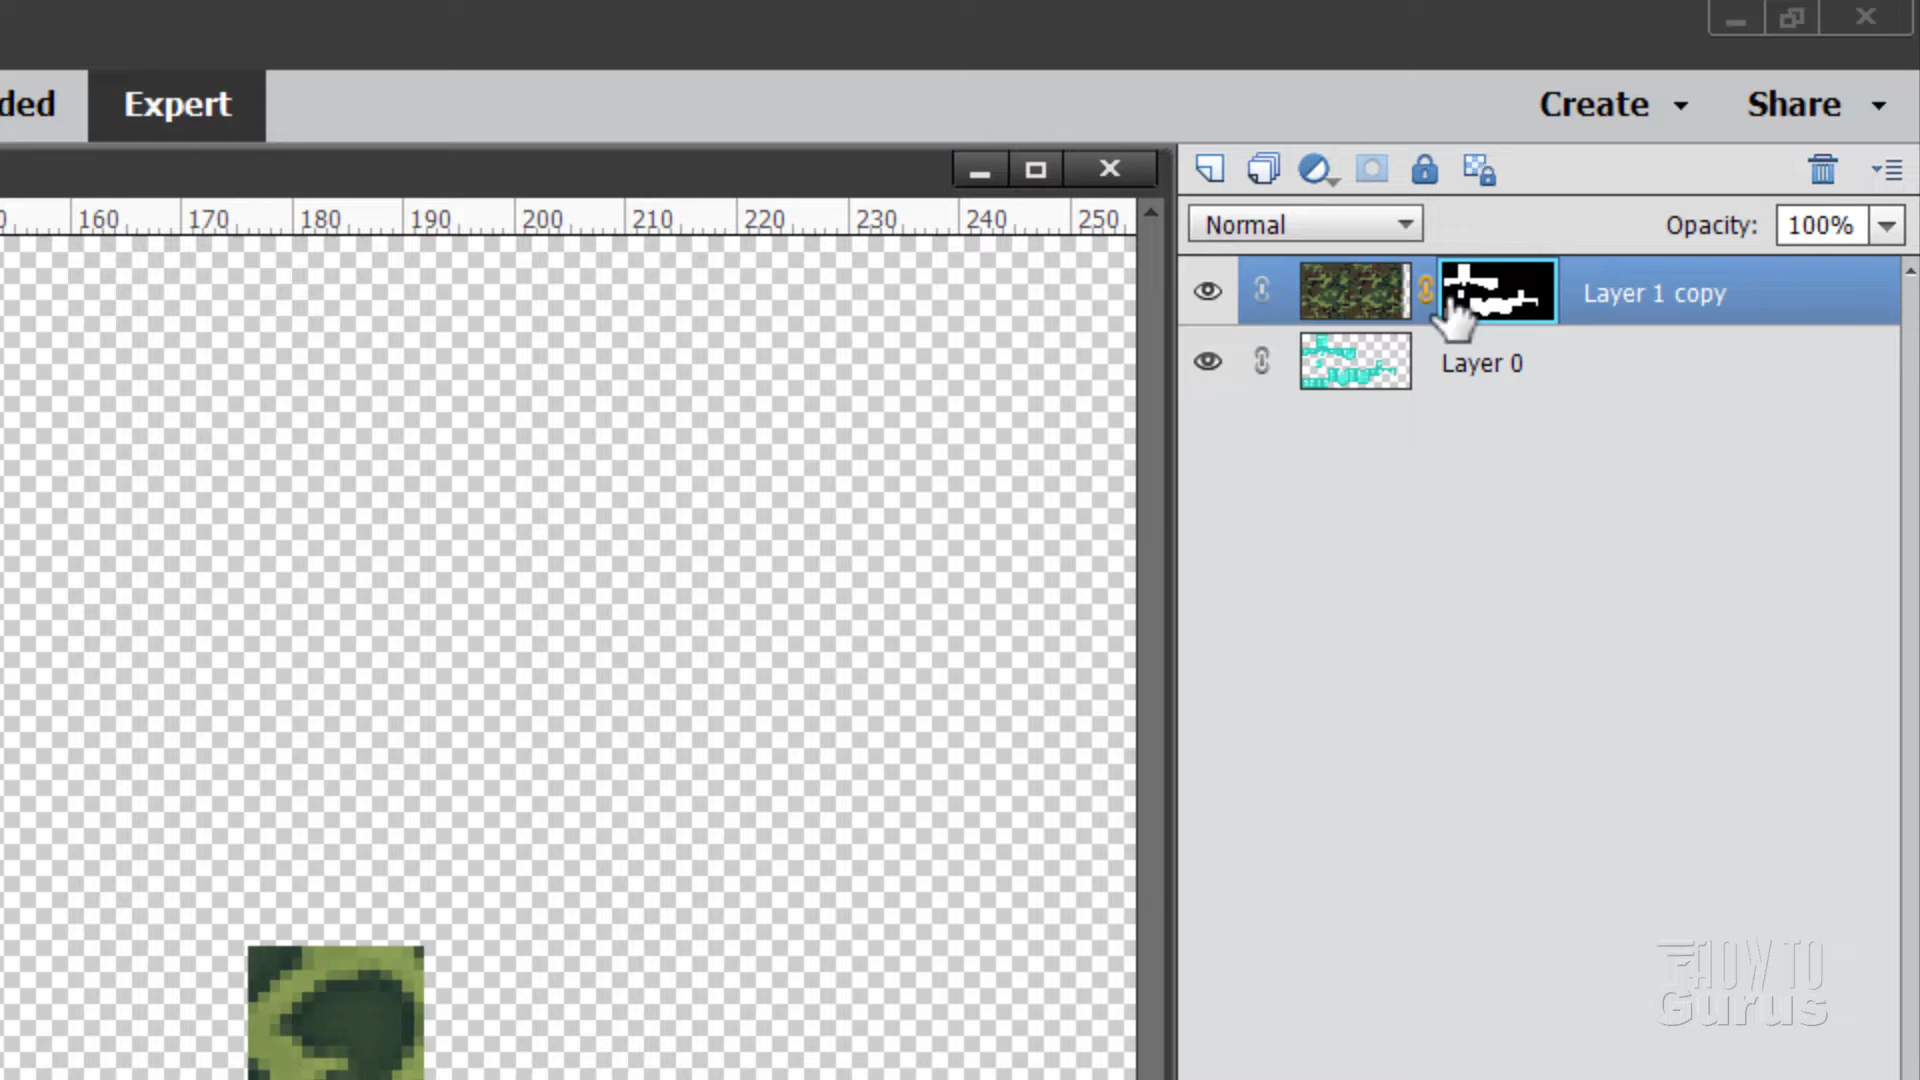 ded
Expert
Create
Share
160 170 180 190 200 210 220 230 240 250
Normal
Opacity: 100%
Layer 1 copy
Layer 0
HOW TO
Gurus